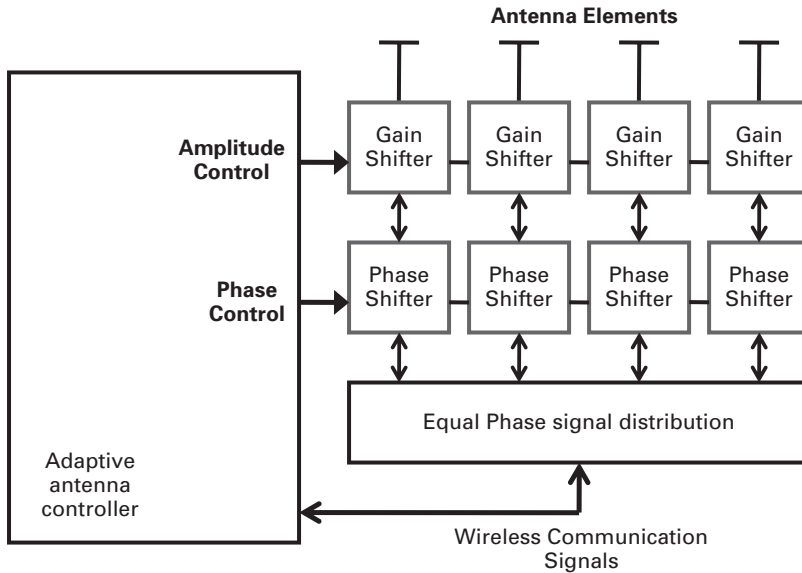 Antenna Elements
Amplitude
Control
Gain
Shifter
Gain
Shifter
Gain
Shifter
Gain
Shifter
Phase
Control
Phase
Shifter
Phase
Shifter
Phase
Shifter
Phase
Shifter
Equal Phase signal distribution
Adaptive
antenna
controller
Wireless Communication
Signals